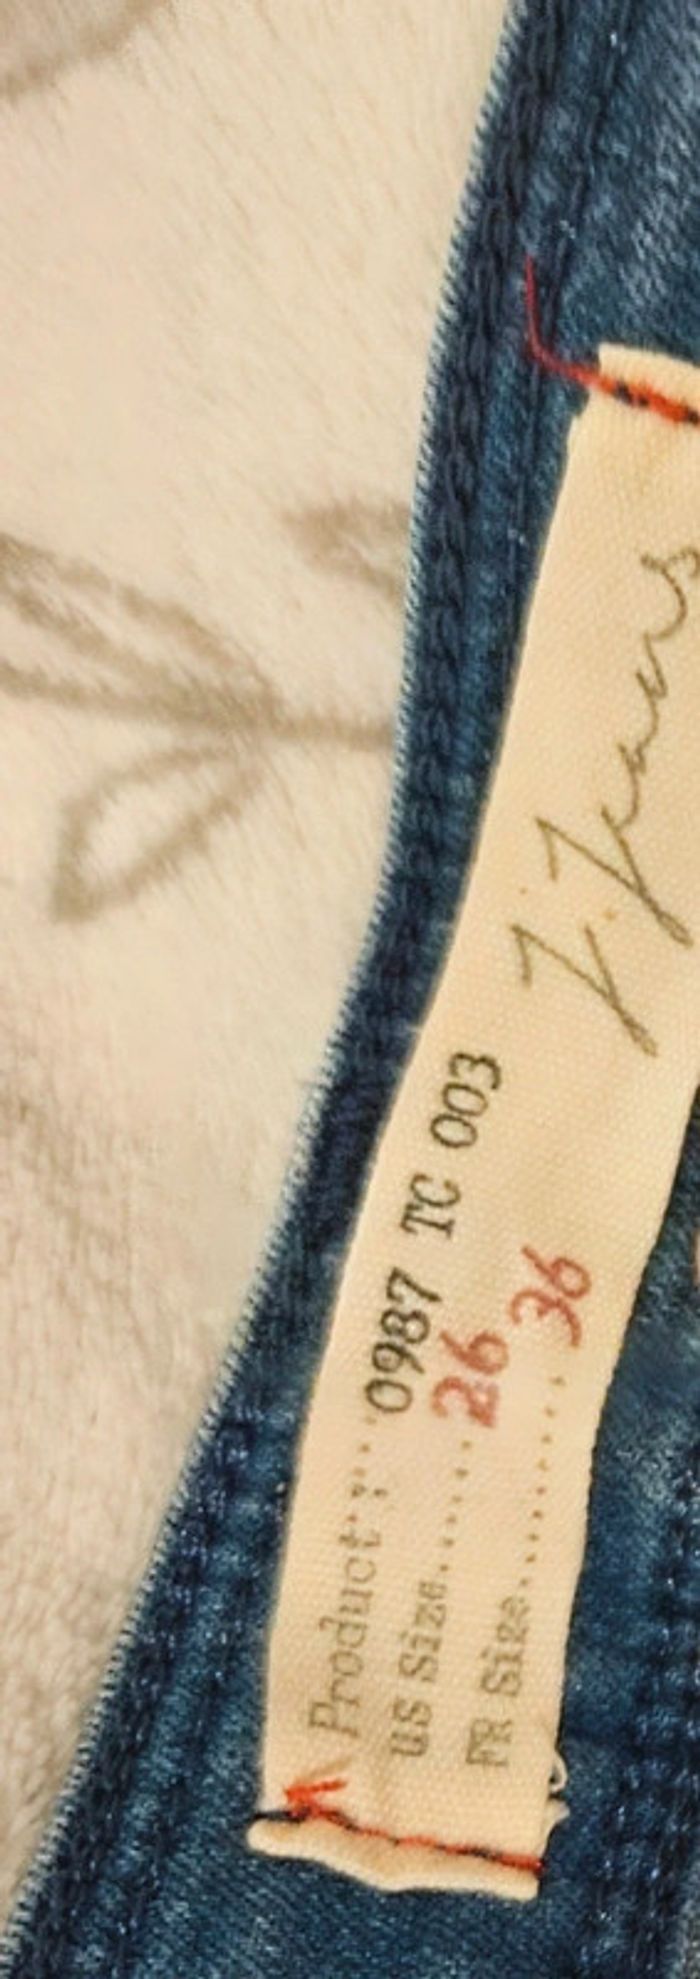 Product : 0987 TC 003
US Size...... 26
FR Size........... 36
J.Jeans